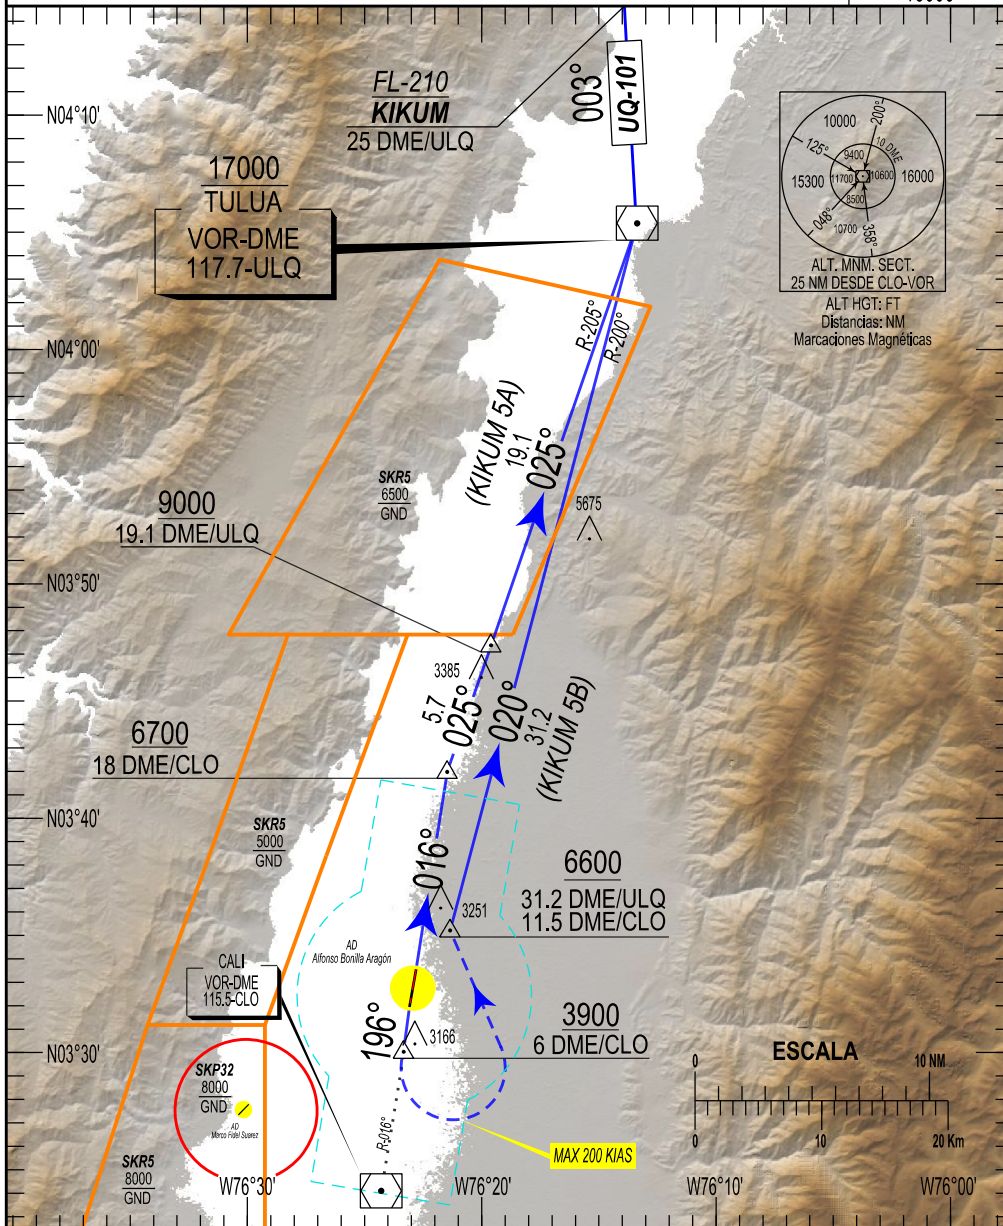 FL-210
KIKUM
25 DME/ULQ
003°
UQ-101
N04°10'
17000
TULUA
VOR-DME
117.7-ULQ
200°
10000
125°
10 DME
9400
15300
11700
10600
16000
8500
048°
10700
358°
ALT. MNM. SECT.
25 NM DESDE CLO-VOR
ALT HGT: FT
Distancias: NM
Marcaciones Magnéticas
R-205°
R-200°
N04°00'
(KIKUM 5A)
19.1
025°
SKR5
6500
GND
5675
9000
19.1 DME/ULQ
N03°50'
3385
5.7
025°
020°
31.2
(KIKUM 5B)
6700
18 DME/CLO
N03°40'
SKR5
5000
GND
016°
3251
6600
31.2 DME/ULQ
11.5 DME/CLO
AD
Alfonso Bonilla Aragón
CALI
VOR-DME
115.5-CLO
196°
3166
3900
6 DME/CLO
N03°30'
ESCALA
0
10 NM
0
10
20 Km
SKP32
8000
GND
AD
Marco Fidel Suarez
R-016°
MAX 200 KIAS
SKR5
8000
GND
W76°30'
W76°20'
W76°10'
W76°00'